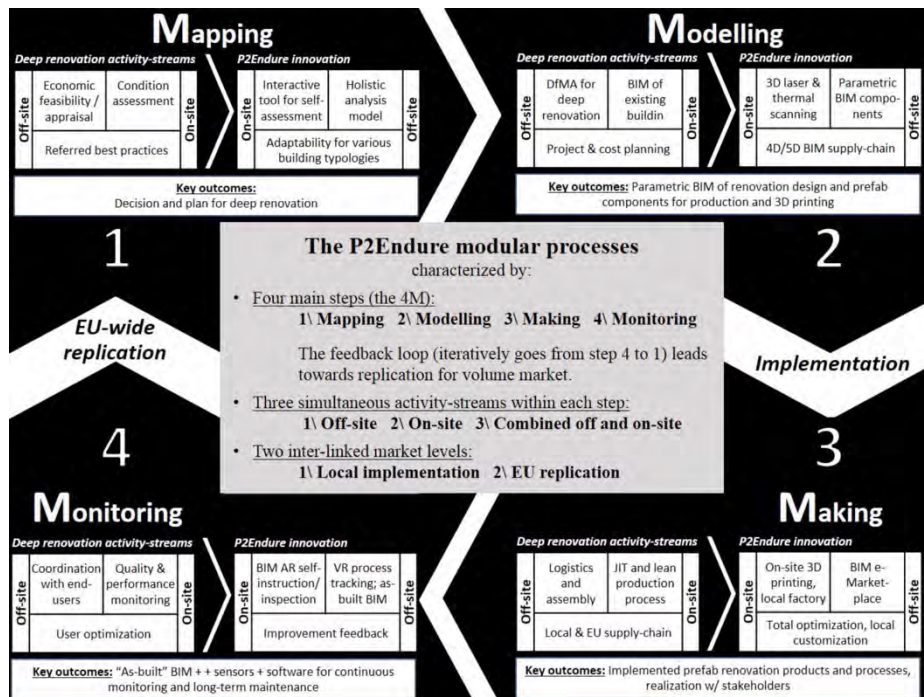 Mapping
Deep renovation activity-streams
P2Endure innovation
Off-site
Economic
feasibility /
appraisal
Condition
assessment
On-site
Referred best practices
Off-site
Interactive
tool for self-
assessment
Holistic
analysis
model
On-site
Adaptability for various
building typologies
Key outcomes:
Decision and plan for deep renovation
1
Modelling
Deep renovation activity-streams
P2Endure innovation
Off-site
DfMA for
deep
renovation
BIM of
existing
buildin
On-site
Project & cost planning
Off-site
3D laser &
thermal
scanning
Parametric
BIM compo-
nents
On-site
4D/5D BIM supply-chain
Key outcomes: Parametric BIM of renovation design and prefab
components for production and 3D printing
2
The P2Endure modular processes
characterized by:
• Four main steps (the 4M):
1\ Mapping 2\ Modelling 3\ Making 4\ Monitoring
The feedback loop (iteratively goes from step 4 to 1) leads
towards replication for volume market.
• Three simultaneous activity-streams within each step:
1\ Off-site 2\ On-site 3\ Combined off and on-site
• Two inter-linked market levels:
1\ Local implementation 2\ EU replication
EU-wide
replication
Implementation
4
Monitoring
Deep renovation activity-streams
P2Endure innovation
Off-site
Coordination
with end-
users
Quality &
performance
monitoring
On-site
User optimization
Off-site
BIM AR self-
instruction/
inspection
VR process
tracking; as-
built BIM
On-site
Improvement feedback
Key outcomes: "As-built" BIM + + sensors + software for continuous
monitoring and long-term maintenance
3
Making
Deep renovation activity-streams
P2Endure innovation
Off-site
Logistics
and
assembly
JIT and lean
production
process
On-site
Local & EU supply-chain
Off-site
On-site 3D
printing,
local factory
BIM e-
Market-
place
On-site
Total optimization, local
customization
Key outcomes: Implemented prefab renovation products and processes,
realization w/ stakeholders